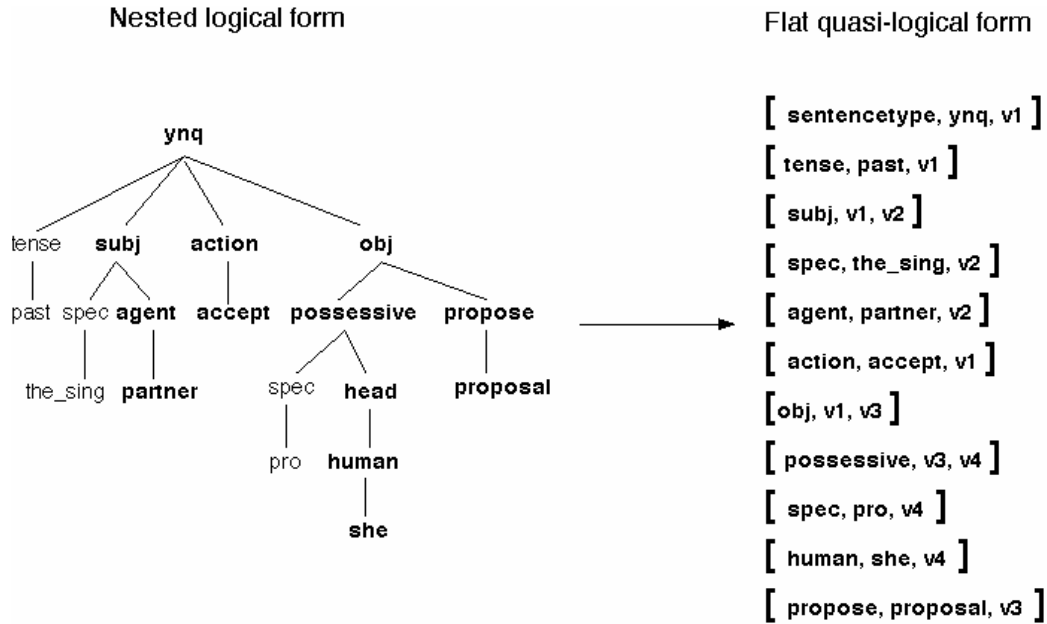 Nested logical form
ynq
tense subj action obj
past spec agent accept possessive propose
the_sing partner spec head proposal
pro human
she
Flat quasi-logical form
[ sentencetype, ynq, v1 ]
[ tense, past, v1 ]
[ subj, v1, v2 ]
[ spec, the_sing, v2 ]
[ agent, partner, v2 ]
[ action, accept, v1 ]
[obj, v1, v3 ]
[ possessive, v3, v4 ]
[ spec, pro, v4 ]
[ human, she, v4 ]
[ propose, proposal, v3 ]